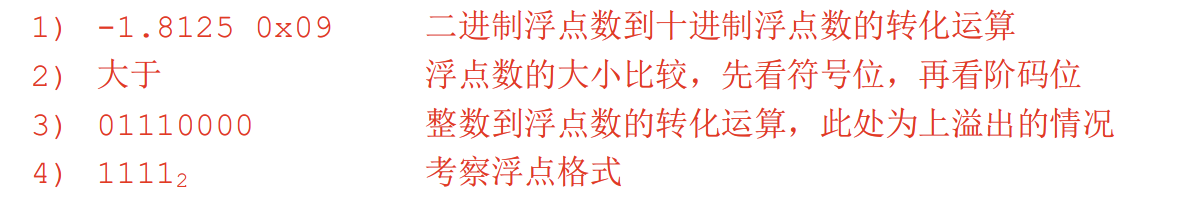 1) -1.8125 0x09 二进制浮点数到十进制浮点数的转化运算
2) 大于 浮点数的大小比较，先看符号位，再看阶码位
3) 01110000 整数到浮点数的转化运算，此处为上溢出的情况
4) 1111₂ 考察浮点格式